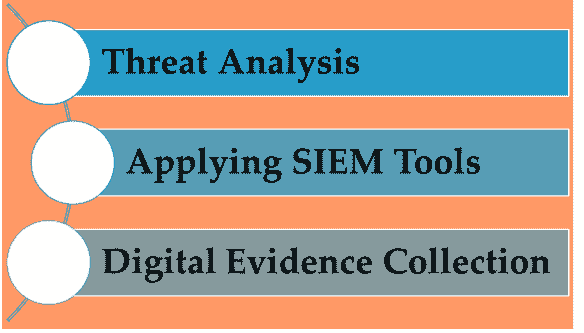 Threat Analysis
Applying SIEM Tools
Digital Evidence Collection